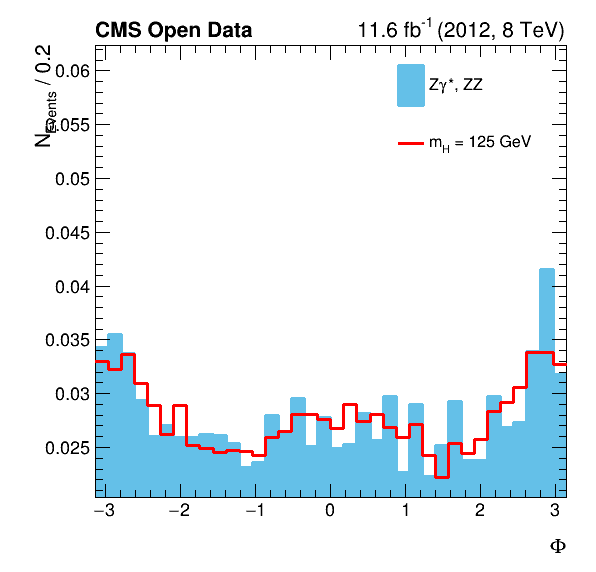 CMS Open Data 11.6 fb⁻¹ (2012, 8 TeV)
N_Events / 0.2
0.06
0.055
0.05
0.045
0.04
0.035
0.03
0.025
Zγ*, ZZ
m_H = 125 GeV
−3 −2 −1 0 1 2 3
Φ